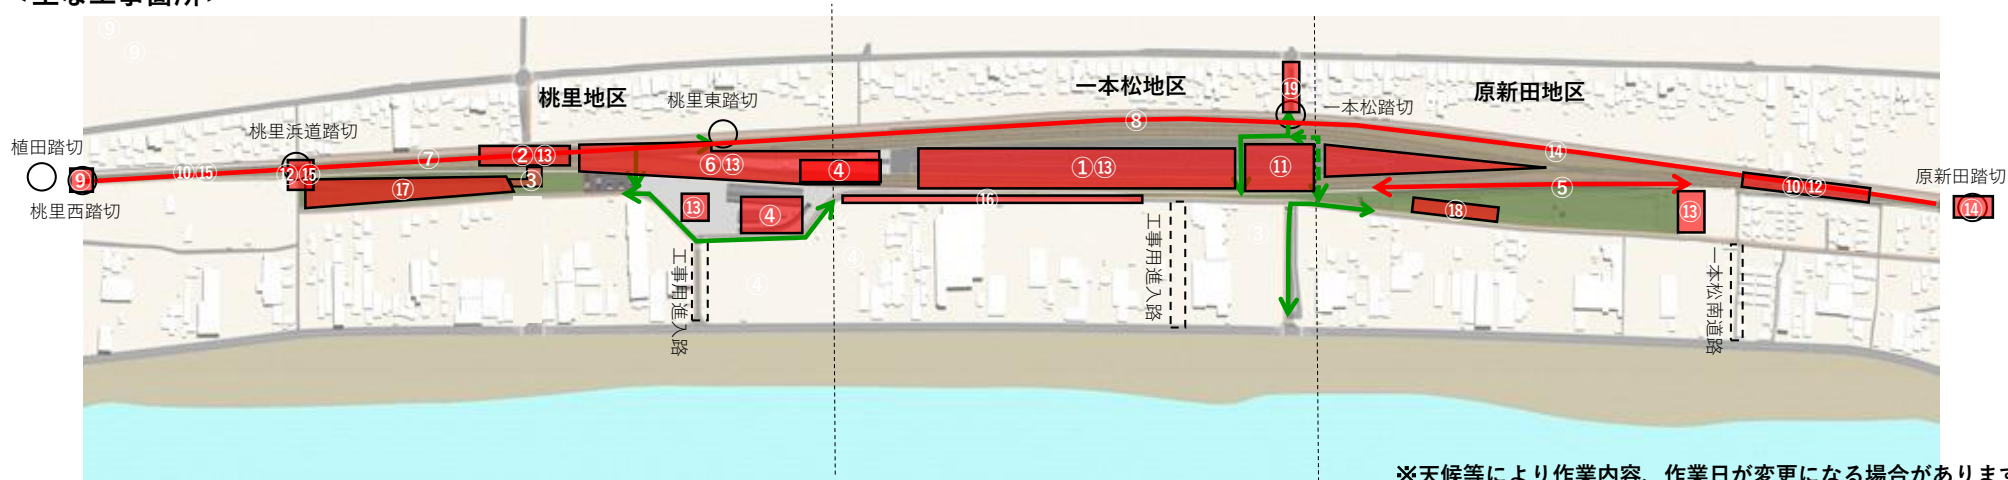 桃里地区
一本松地区
原新田地区
植田踏切
桃里浜道踏切
桃里東踏切
一本松踏切
原新田踏切
桃里西踏切
⑨
⑨
⑨
⑩⑮
⑫⑮
⑦
②⑬
③
⑰
⑥⑬
④
⑬
④
⑧
①⑬
⑯
⑪
⑲
⑭
⑤
⑱
⑬
⑩⑫
⑭
③
④
④
工事用進入路
工事用進入路
一本松南道路
※天候等により作業内容、作業日が変更になる場合があります